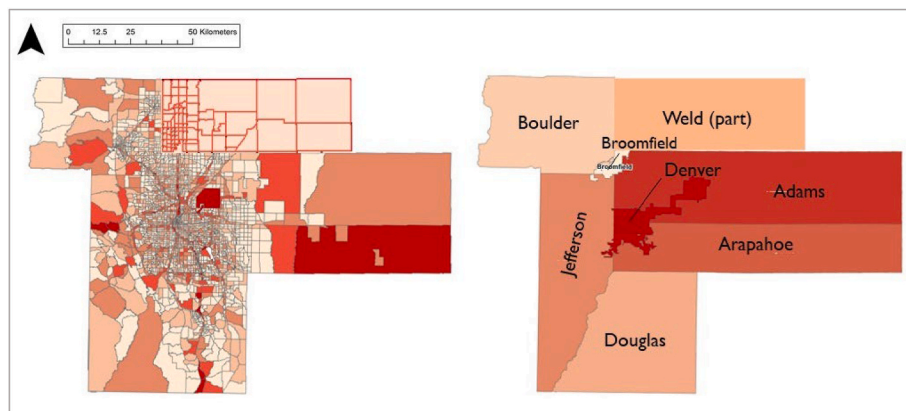 0 12.5 25 50 Kilometers
Boulder
Weld (part)
Broomfield
Broomfield
Denver
Adams
Arapahoe
Jefferson
Douglas